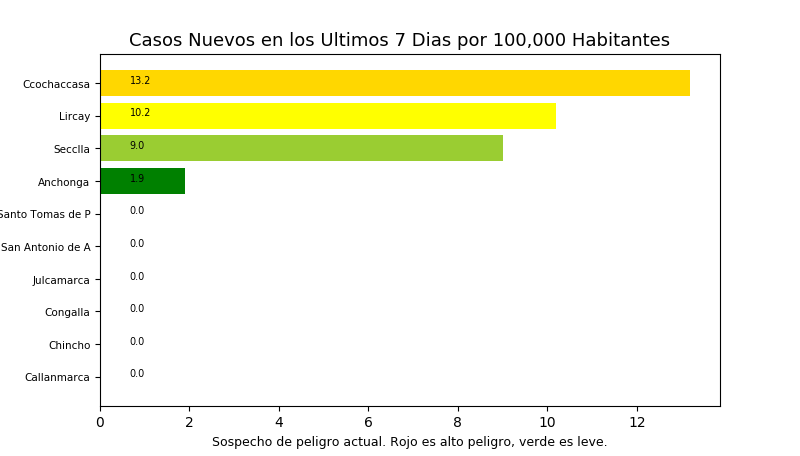 Casos Nuevos en los Ultimos 7 Dias por 100,000 Habitantes
Ccochaccasa 13.2
Lircay 10.2
Secclla 9.0
Anchonga 1.9
Santo Tomas de P 0.0
San Antonio de A 0.0
Julcamarca 0.0
Congalla 0.0
Chincho 0.0
Callanmarca 0.0
0 2 4 6 8 10 12
Sospecho de peligro actual. Rojo es alto peligro, verde es leve.